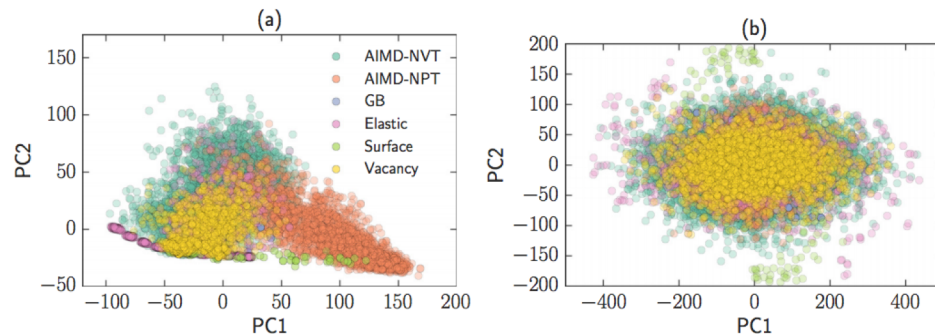 (a)
PC2
150
100
50
0
−50
−100 −50 0 50 100 150 200
PC1
AIMD-NVT
AIMD-NPT
GB
Elastic
Surface
Vacancy
(b)
PC2
200
150
100
50
0
−50
−100
−150
−200
−400 −200 0 200 400
PC1